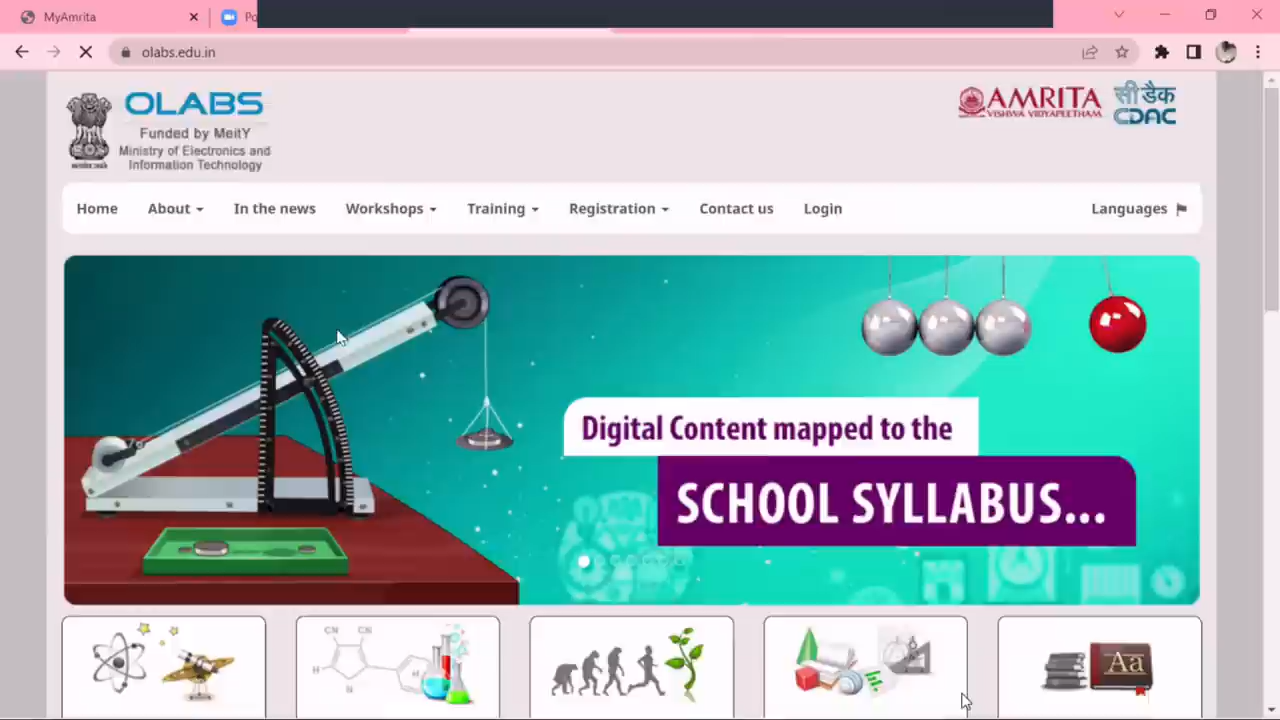 MyAmrita
olabs.edu.in
OLABS
Funded by MeitY
Ministry of Electronics and
Information Technology
AMRITA
VISHWA VIDYAPEETHAM
सी डैक
CDAC
Home About In the news Workshops Training Registration Contact us Login Languages
Digital Content mapped to the
SCHOOL SYLLABUS...
CN CN
H
N
Aa